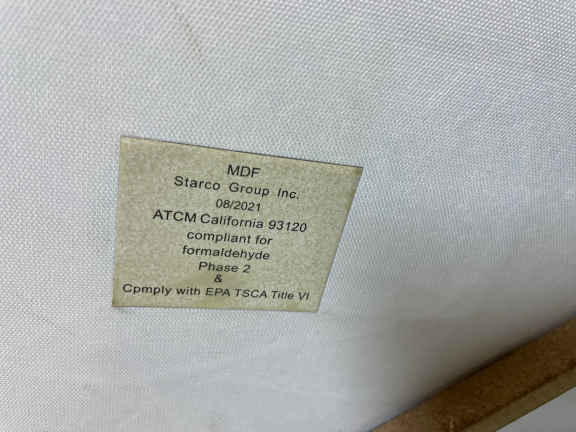 MDF
Starco Group Inc.
08/2021
ATCM California 93120
compliant for
formaldehyde
Phase 2
&
Cpmply with EPA TSCA Title VI